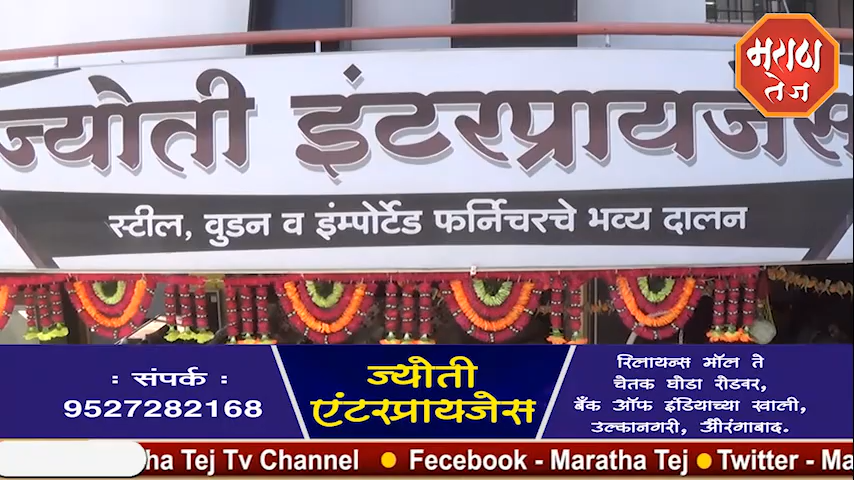 मराठा
तेज
ज्योती इंटरप्रायजेस
स्टील, वुडन व इंम्पोर्टेड फर्निचरचे भव्य दालन
: संपर्क :
9527282168
ज्योती
एंटरप्रायजेस
रिलायन्स मॉल ते
चेतक घोडा रोडवर,
बँक ऑफ इंडियाच्या खाली,
उल्कानगरी, औरंगाबाद.
ha Tej Tv Channel ● Fecebook - Maratha Tej ● Twitter - Ma